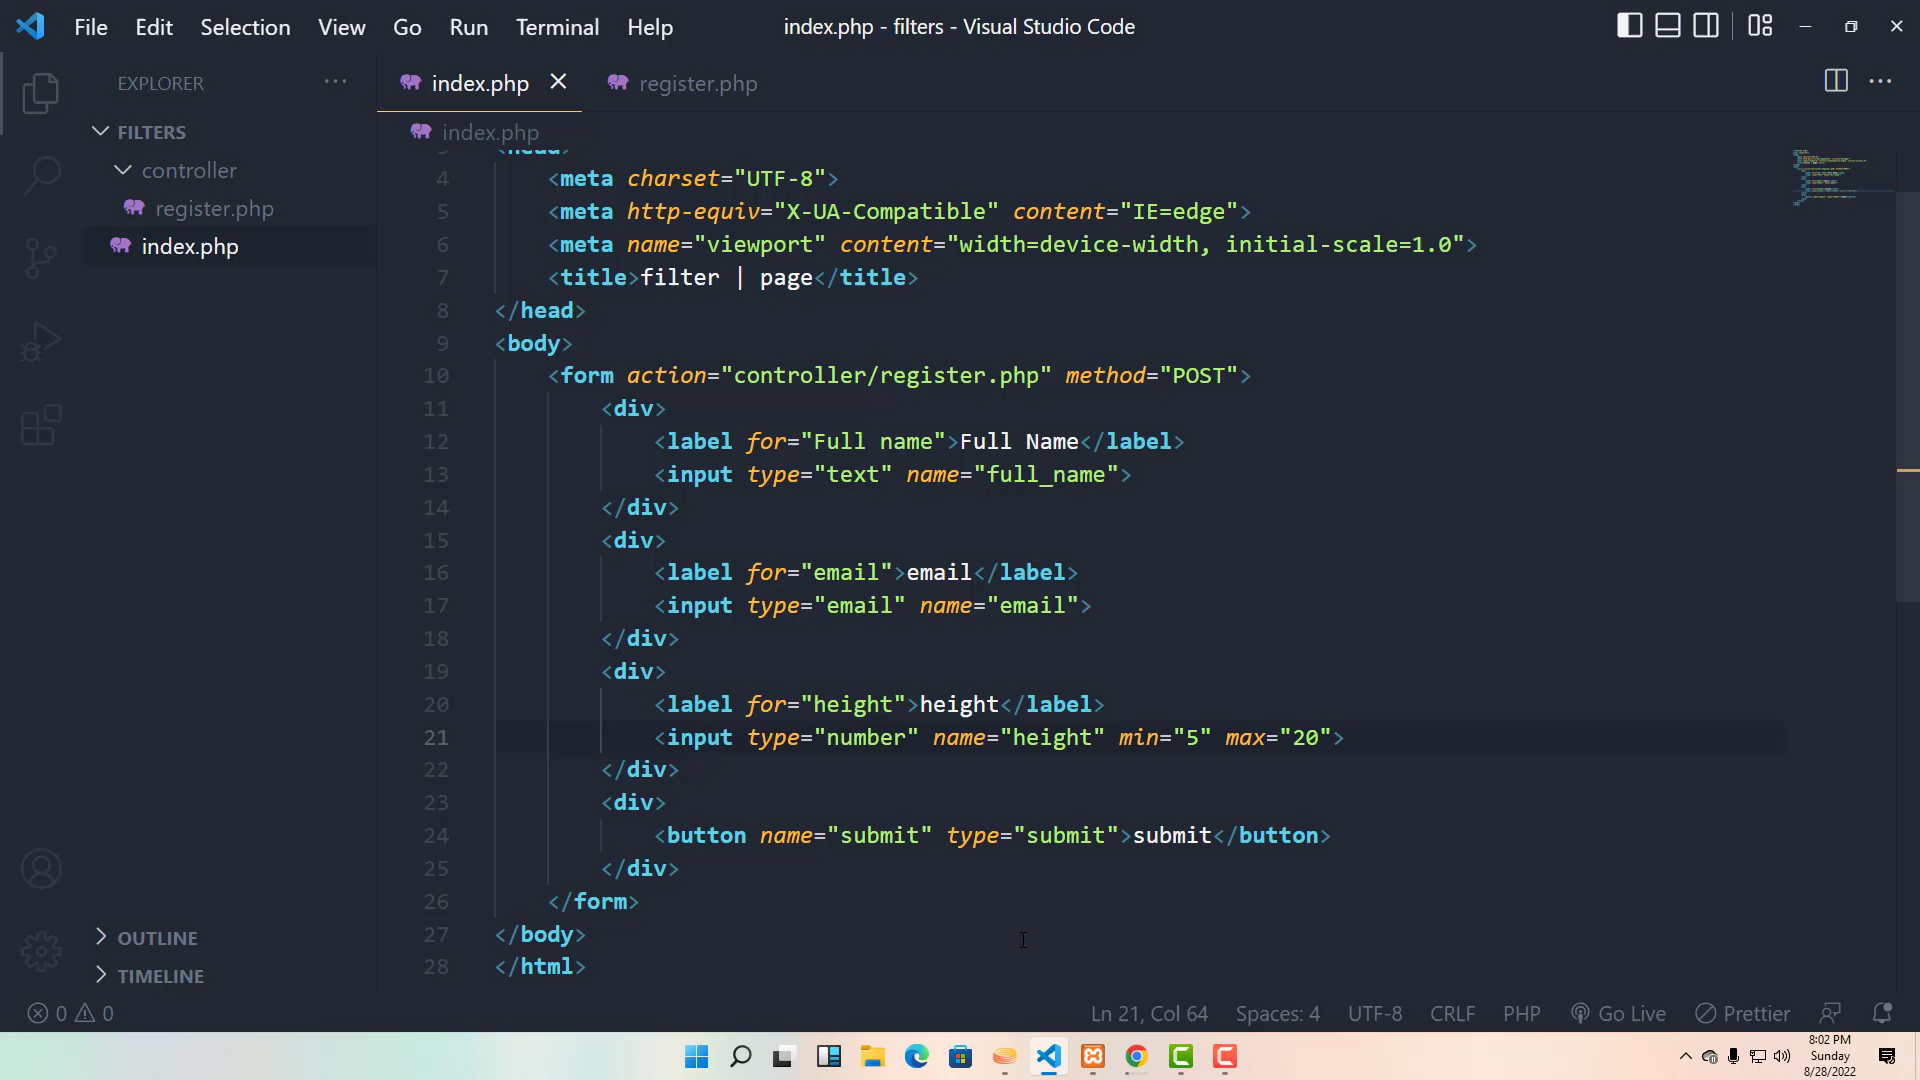 File Edit Selection View Go Run Terminal Help
index.php - filters - Visual Studio Code
EXPLORER
FILTERS
controller
register.php
index.php
index.php
register.php
index.php
3 <head>
4 <meta charset="UTF-8">
5 <meta http-equiv="X-UA-Compatible" content="IE=edge">
6 <meta name="viewport" content="width=device-width, initial-scale=1.0">
7 <title>filter | page</title>
8 </head>
9 <body>
10 <form action="controller/register.php" method="POST">
11 <div>
12 <label for="Full name">Full Name</label>
13 <input type="text" name="full_name">
14 </div>
15 <div>
16 <label for="email">email</label>
17 <input type="email" name="email">
18 </div>
19 <div>
20 <label for="height">height</label>
21 <input type="number" name="height" min="5" max="20">
22 </div>
23 <div>
24 <button name="submit" type="submit">submit</button>
25 </div>
26 </form>
27 </body>
28 </html>
OUTLINE
TIMELINE
0 0
Ln 21, Col 64 Spaces: 4 UTF-8 CRLF PHP Go Live Prettier
8:02 PM
Sunday
8/28/2022